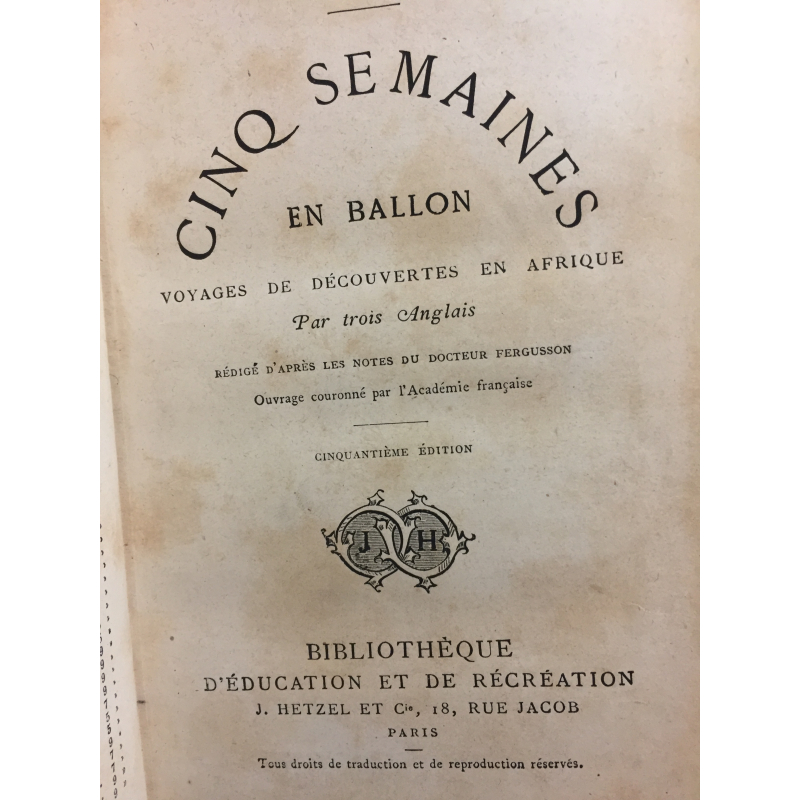 CINQ SEMAINES
EN BALLON
VOYAGES DE DÉCOUVERTES EN AFRIQUE
Par trois Anglais
RÉDIGÉ D'APRÈS LES NOTES DU DOCTEUR FERGUSSON
Ouvrage couronné par l'Académie française
CINQUANTIÈME ÉDITION
J H
BIBLIOTHÈQUE
D'ÉDUCATION ET DE RÉCRÉATION
J. HETZEL ET Cie, 18, RUE JACOB
PARIS
Tous droits de traduction et de reproduction réservés.